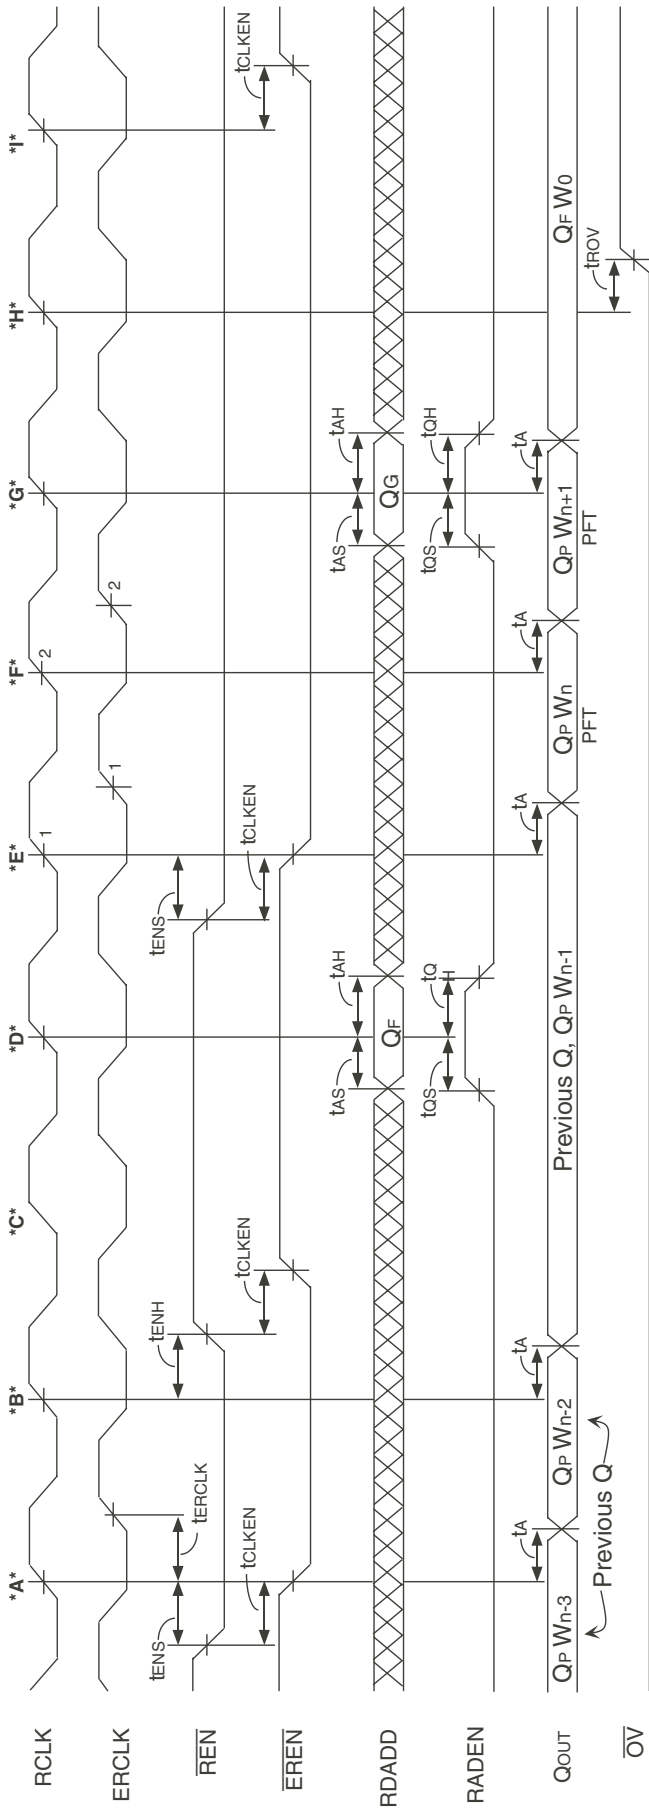 *A* *B* *C* *D* *E* *F* *G* *H* *I*
RCLK 1 2
ERCLK 1 2
tENS tERCLK tENH tENS
REN
tCLKEN tCLKEN tCLKEN tCLKEN
EREN
tAS tAH tAS tAH
RDADD QF QG
tQS tQH tQS tQH
RADEN
tA tA tA tA tA
QOUT QP Wn-3 QP Wn-2 Previous Q, QP Wn-1 QP Wn QP Wn+1 QF W0
PFT PFT
Previous Q
tROV
OV